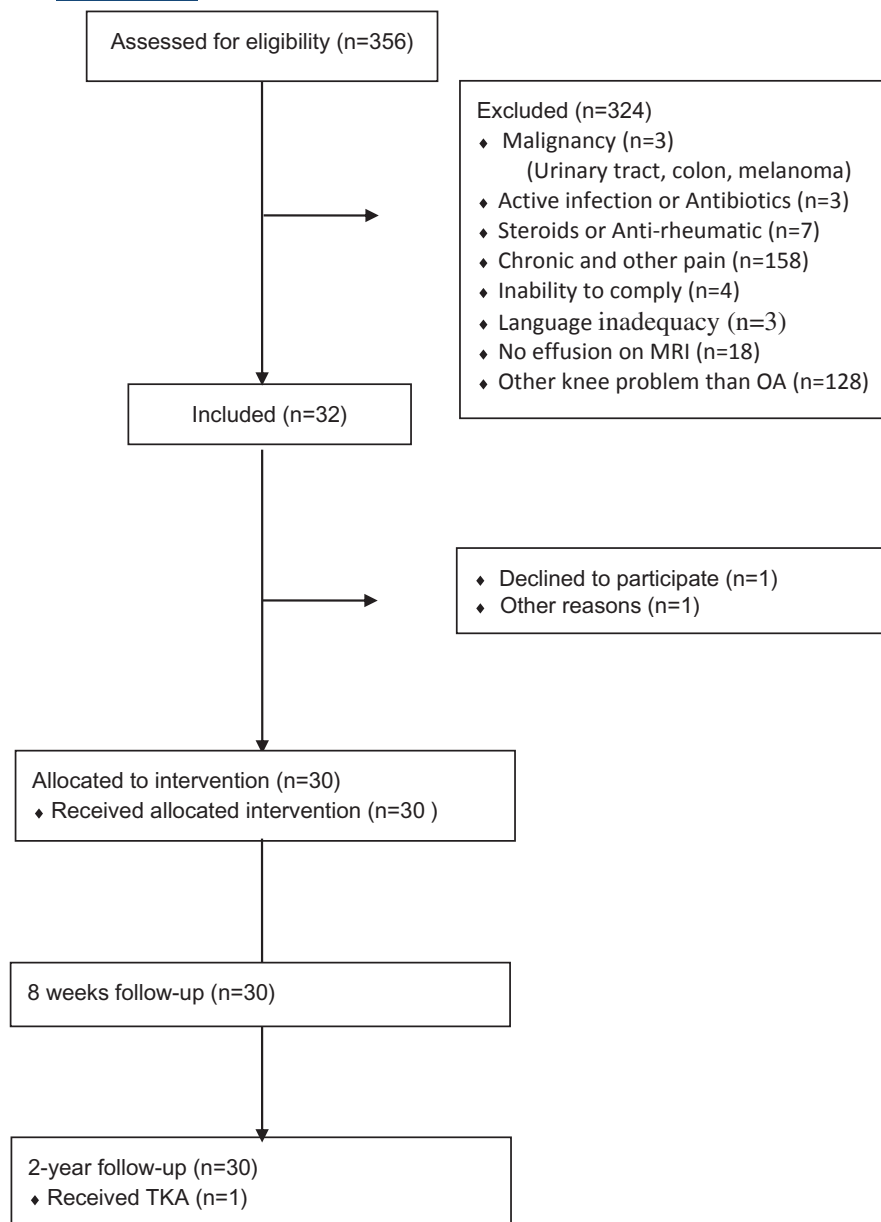 Assessed for eligibility (n=356)
Excluded (n=324)
♦ Malignancy (n=3)
(Urinary tract, colon, melanoma)
♦ Active infection or Antibiotics (n=3)
♦ Steroids or Anti-rheumatic (n=7)
♦ Chronic and other pain (n=158)
♦ Inability to comply (n=4)
♦ Language inadequacy (n=3)
♦ No effusion on MRI (n=18)
♦ Other knee problem than OA (n=128)
Included (n=32)
♦ Declined to participate (n=1)
♦ Other reasons (n=1)
Allocated to intervention (n=30)
♦ Received allocated intervention (n=30 )
8 weeks follow-up (n=30)
2-year follow-up (n=30)
♦ Received TKA (n=1)